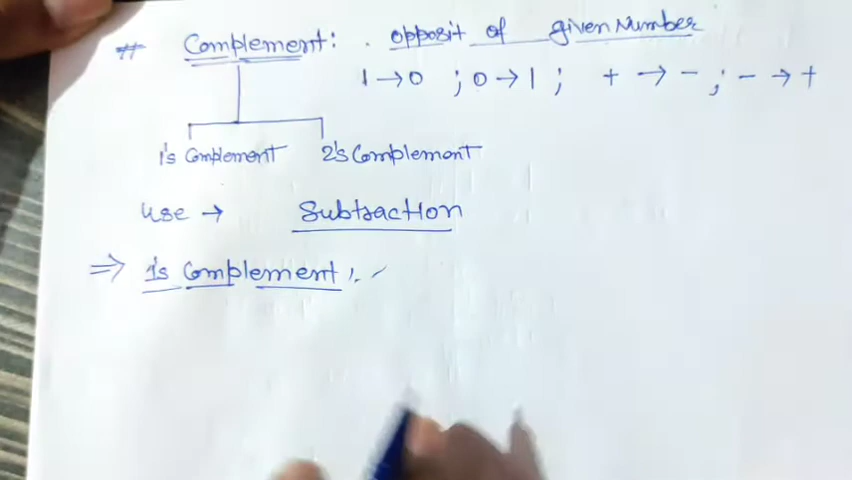 # Complement: . opposit of given Number
1 → 0 ; 0 → 1 ; + → - ; - → +
1's Complement 2's Complement
Use → Subtraction
⇒ 1's Complement :-